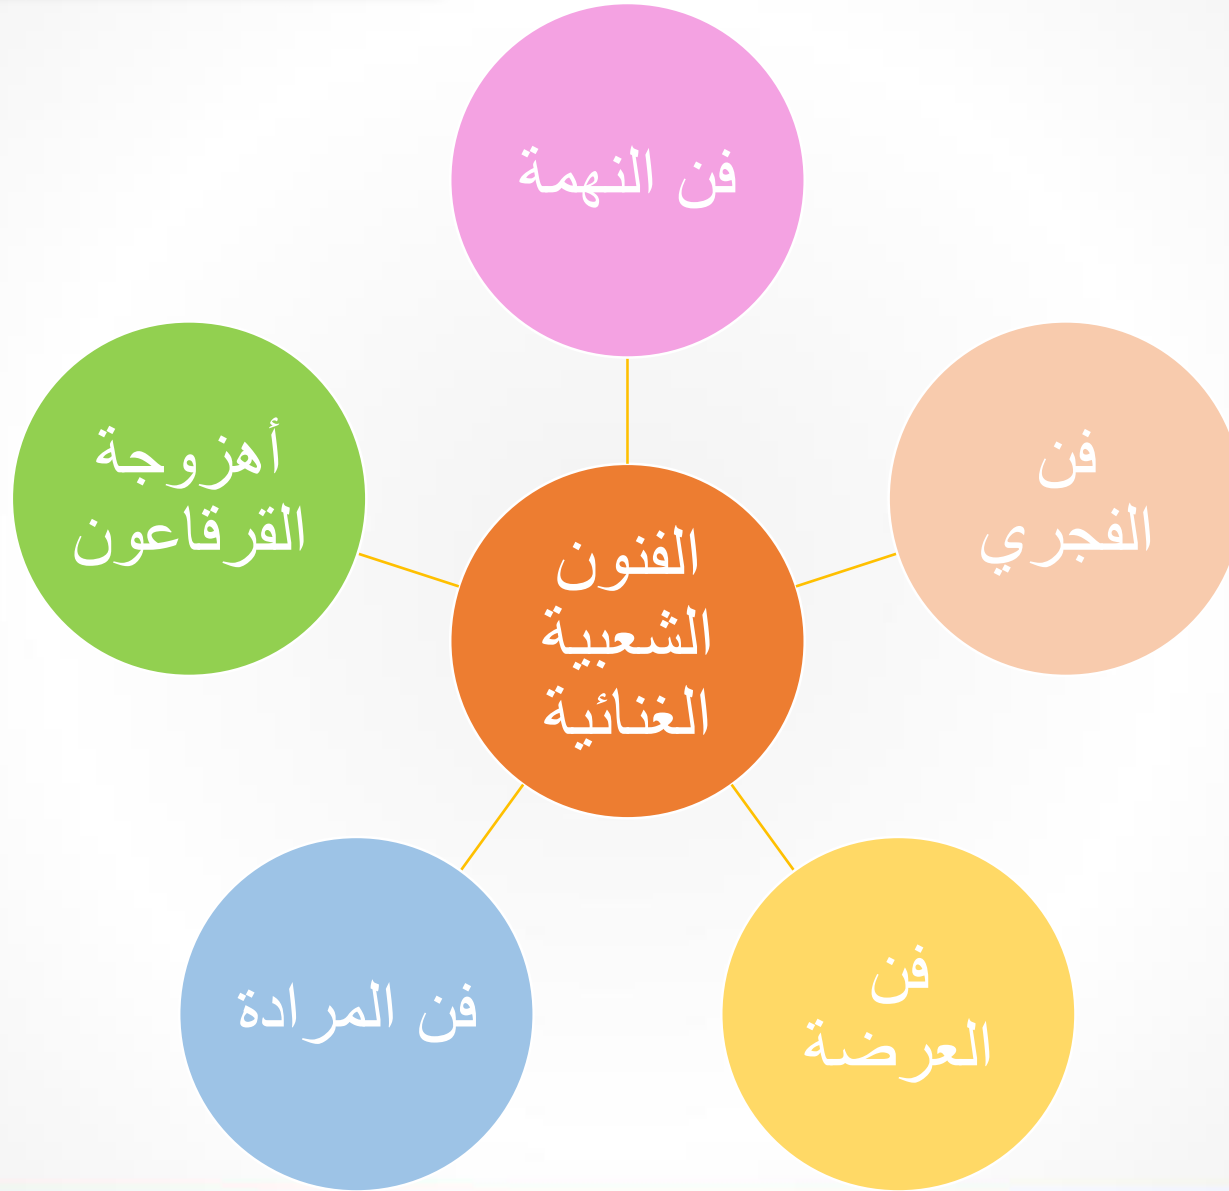 فن النهمة
فن
الفجري
أهزوجة
القرقاعون
الفنون
الشعبية
الغنائية
فن
العرضة
فن المرادة